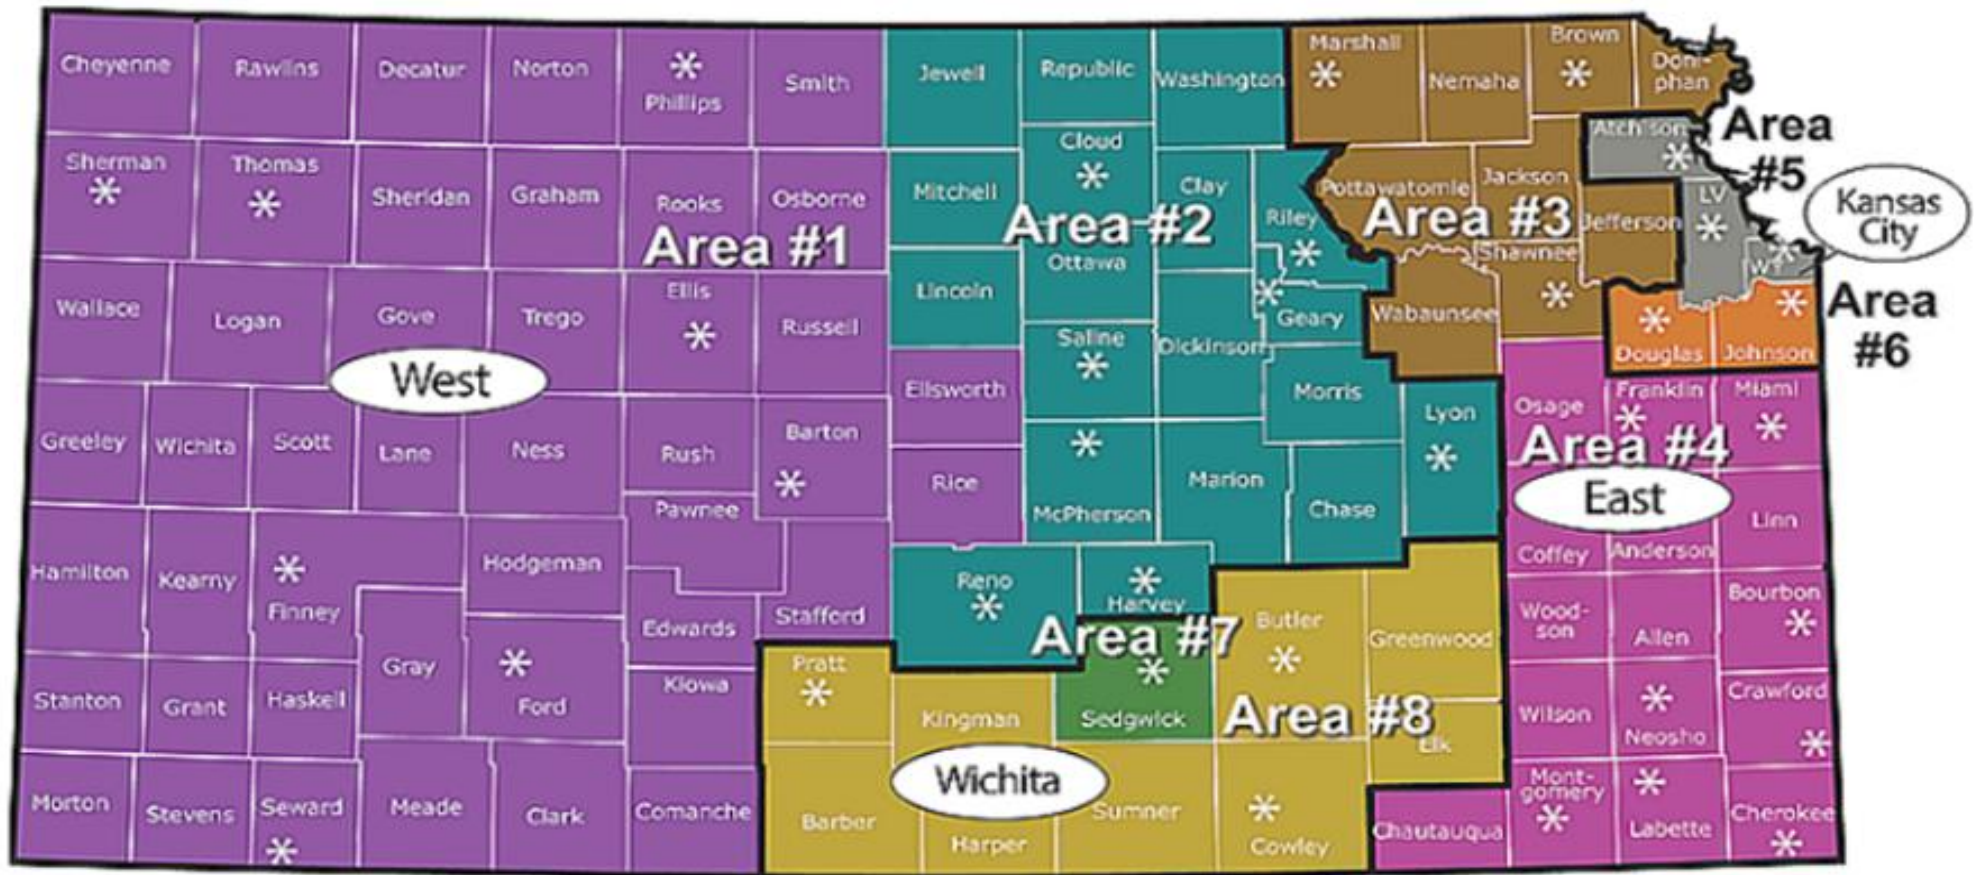 Cheyenne
Rawlins
Decatur
Norton
Phillips
Smith
Jewell
Republic
Washington
Marshall
Nemaha
Brown
Doni-
phan
Sherman
Thomas
Sheridan
Graham
Rooks
Osborne
Mitchell
Cloud
Clay
Riley
Pottawatomie
Jackson
Atchison
Area
#5
LV
Jefferson
Kansas
City
Area #1
Area #2
Area #3
Shawnee
WY
Wallace
Logan
Gove
Trego
Ellis
Russell
Lincoln
Ottawa
Saline
Dickinson
Geary
Wabaunsee
Douglas
Johnson
Area
#6
West
Ellsworth
Morris
Lyon
Osage
Franklin
Miami
Area #4
East
Greeley
Wichita
Scott
Lane
Ness
Rush
Barton
Rice
McPherson
Marion
Chase
Coffey
Anderson
Linn
Hamilton
Kearny
Finney
Hodgeman
Pawnee
Edwards
Stafford
Reno
Harvey
Area #7
Butler
Greenwood
Wood-
son
Allen
Bourbon
Stanton
Grant
Haskell
Gray
Ford
Kiowa
Pratt
Kingman
Sedgwick
Area #8
Elk
Wilson
Neosho
Crawford
Morton
Stevens
Seward
Meade
Clark
Comanche
Barber
Wichita
Harper
Sumner
Cowley
Chautauqua
Mont-
gomery
Labette
Cherokee